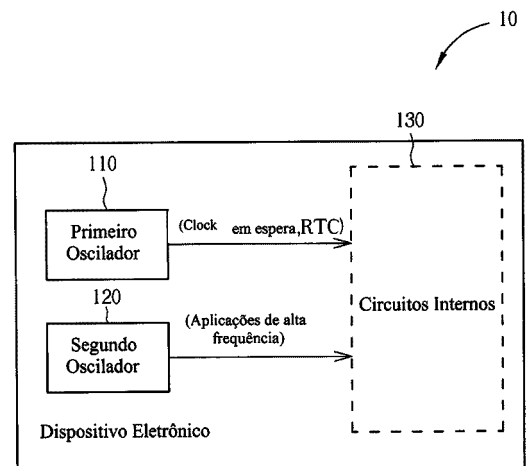 10
130
110
Primeiro
Oscilador
(Clock em espera,RTC)
Circuitos Internos
120
Segundo
Oscilador
(Aplicações de alta
frequência)
Dispositivo Eletrônico